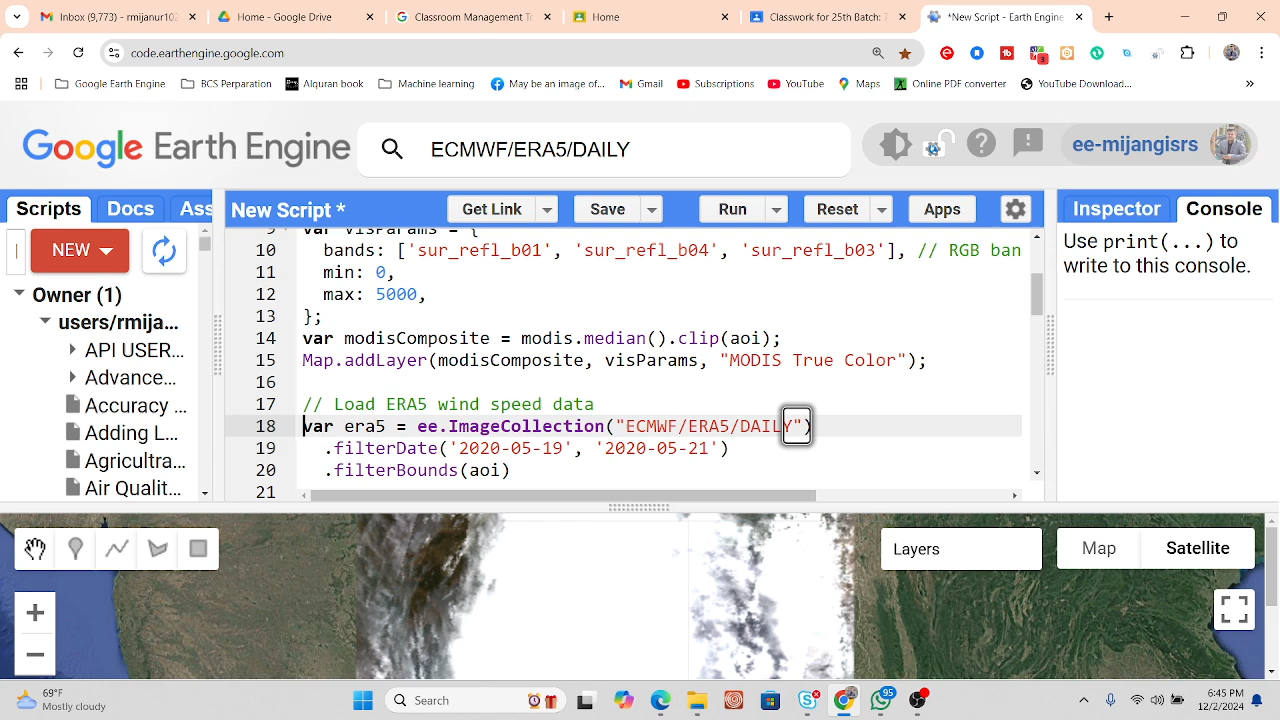 Inbox (9,773) – rmijanur102
Home - Google Drive
Classroom Management To
Home
Classwork for 25th Batch: 7
*New Script - Earth Engine
code.earthengine.google.com
Google Earth Engine
BCS Perparation
Alqura book
Machine learning
May be an image of...
Gmail
Subscriptions
YouTube
Maps
Online PDF converter
YouTube Download...
Google Earth Engine
ECMWF/ERA5/DAILY
ee-mijangisrs
Scripts
Docs
Ass
New Script *
Get Link
Save
Run
Reset
Apps
Inspector
Console
NEW
Owner (1)
users/rmija...
API USER...
Advance...
Accuracy ...
Adding L...
Agricultra...
Air Qualit...
9 var visParams = {
10 bands: ['sur_refl_b01', 'sur_refl_b04', 'sur_refl_b03'], // RGB ban
11 min: 0,
12 max: 5000,
13 };
14 var modisComposite = modis.median().clip(aoi);
15 Map.addLayer(modisComposite, visParams, "MODIS True Color");
16
17 // Load ERA5 wind speed data
18 var era5 = ee.ImageCollection("ECMWF/ERA5/DAILY")
19 .filterDate('2020-05-19', '2020-05-21')
20 .filterBounds(aoi)
21
Use print(...) to
write to this console.
Layers
Map
Satellite
69°F
Mostly cloudy
Search
95
6:45 PM
12/2/2024